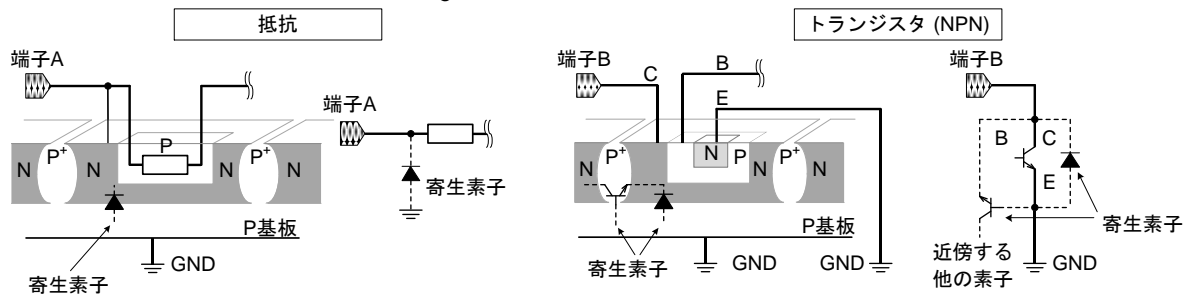 抵抗
端子A
P
N
P+
N
N
P+
N
寄生素子
P基板
GND
端子A
寄生素子
トランジスタ (NPN)
端子B
C
B
E
N
P+
N
N
P
N
P+
N
寄生素子
P基板
GND
GND
端子B
B
C
E
寄生素子
近傍する
他の素子
GND